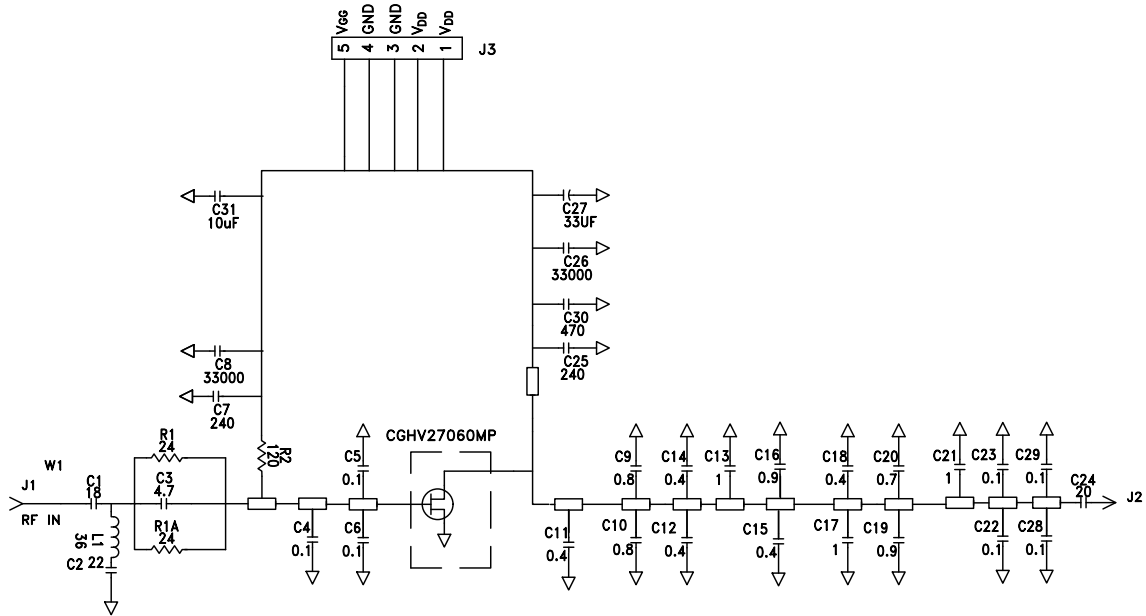 5 VGG
4 GND
3 GND
2 VDD
1 VDD
J3
C31
10uF
C27
33UF
C26
33000
C30
470
C8
33000
C25
240
C7
240
R2
120
CGHV27060MP
R1
24
W1
C1
18
C3
4.7
J1
RF IN
R1A
24
L1
36
C2 22
C4
0.1
C5
0.1
C6
0.1
C11
0.4
C9
0.8
C10
0.8
C14
0.4
C12
0.4
C13
1
C16
0.9
C15
0.4
C18
0.4
C17
1
C20
0.7
C19
0.9
C21
1
C23
0.1
C22
0.1
C29
0.1
C28
0.1
C24
20
J2